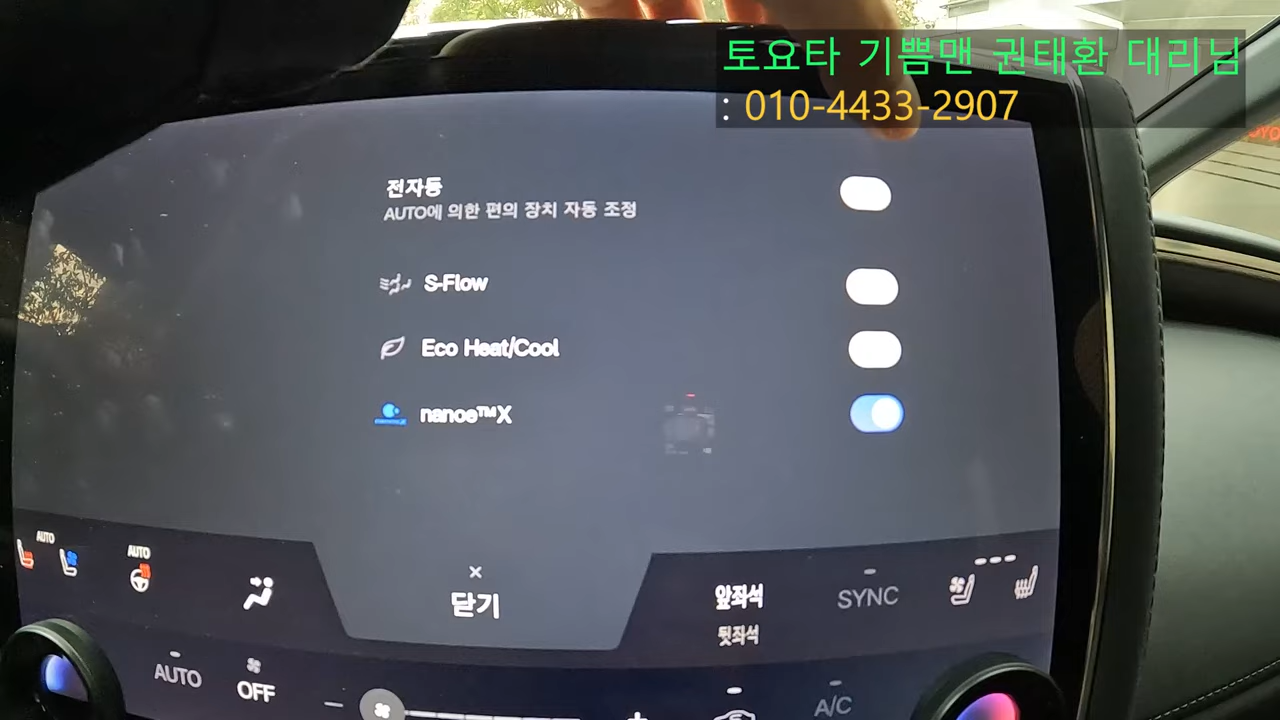 토요타 기쁨맨 권태환 대리님
: 010-4433-2907
전자동
AUTO에 의한 편의 장치 자동 조정
S-Flow
Eco Heat/Cool
nanoe™X
AUTO
AUTO
닫기
앞좌석
뒷좌석
SYNC
AUTO
OFF
A/C